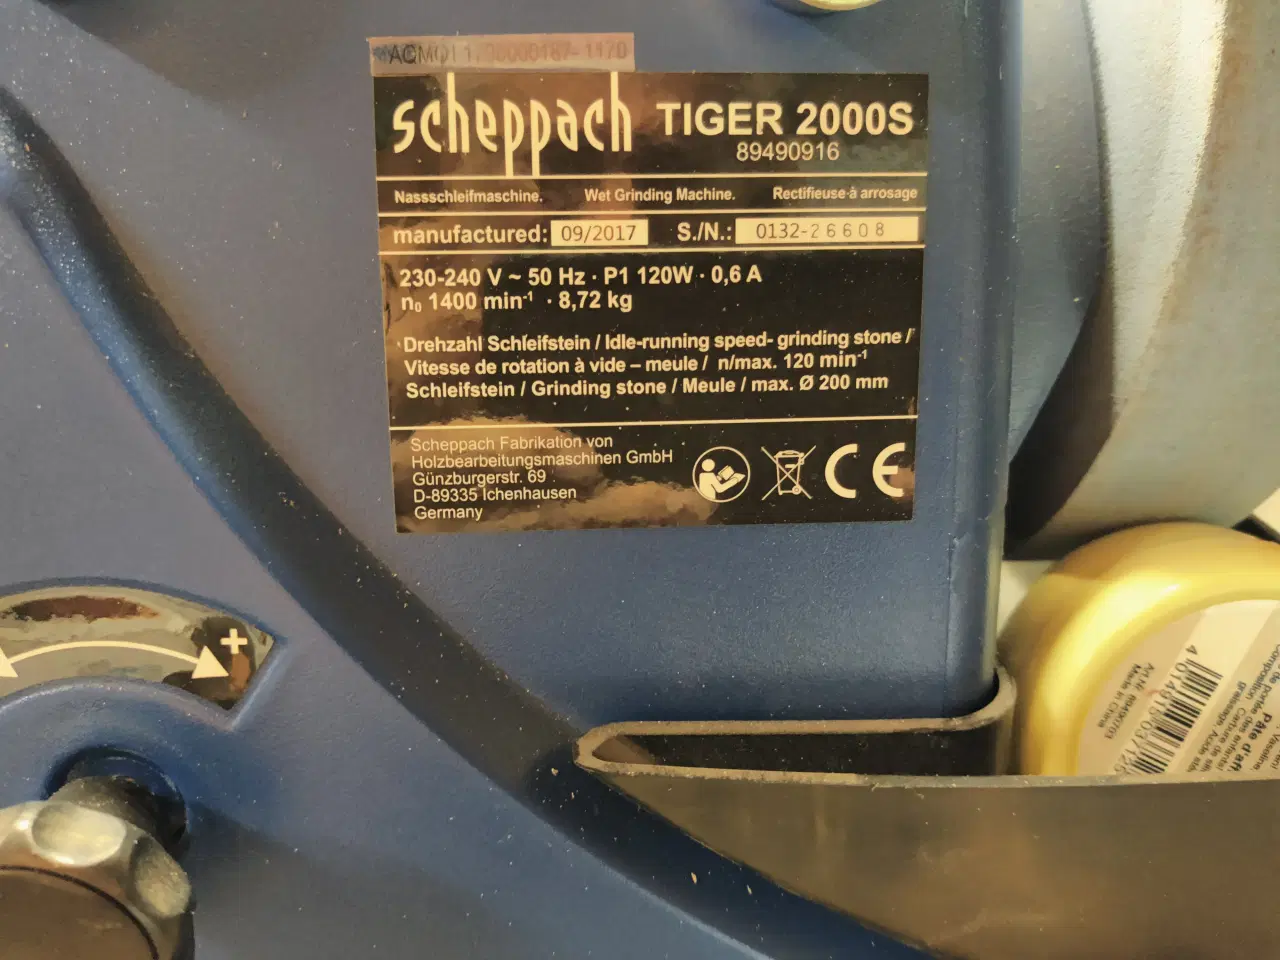 scheppach TIGER 2000S
89490916
Nassschleifmaschine. Wet Grinding Machine. Rectifieuse à arrosage
manufactured: 09/2017 S./N.: 0132-26608
230-240 V ~ 50 Hz · P1 120W · 0,6 A
n₀ 1400 min⁻¹ · 8,72 kg
Drehzahl Schleifstein / Idle-running speed- grinding stone /
Vitesse de rotation à vide – meule / n/max. 120 min⁻¹
Schleifstein / Grinding stone / Meule / max. Ø 200 mm
Scheppach Fabrikation von
Holzbearbeitungsmaschinen GmbH
Günzburgerstr. 69
D-89335 Ichenhausen
Germany
CE
+
Made in China